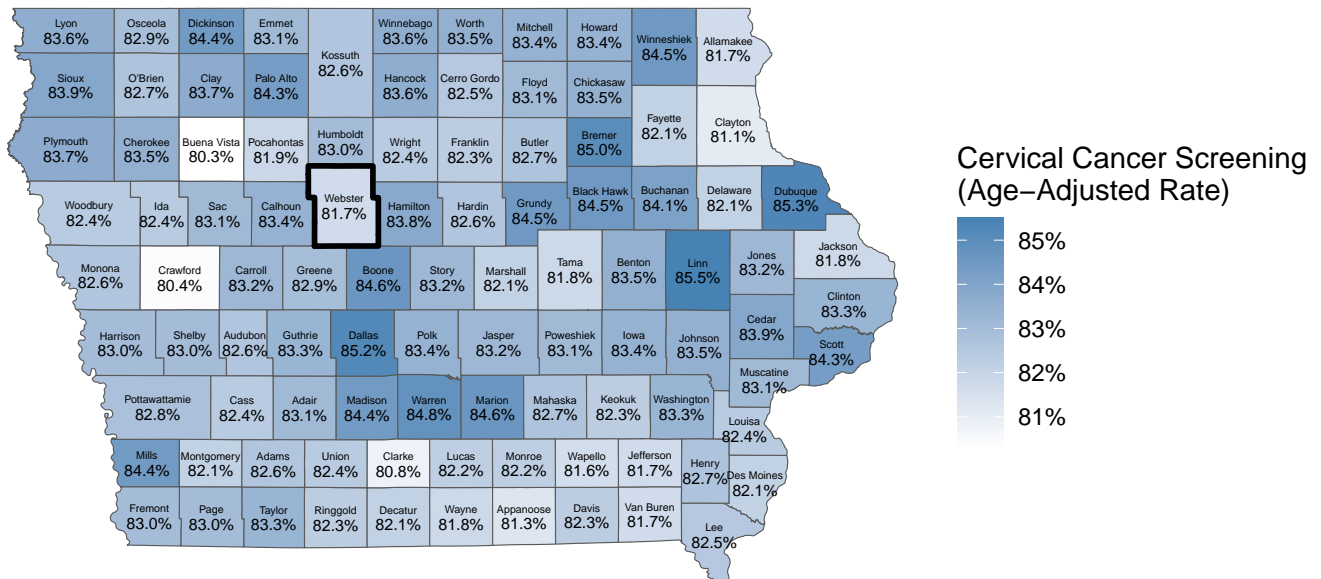 Lyon
83.6%
Osceola
82.9%
Dickinson
84.4%
Emmet
83.1%
Kossuth
82.6%
Winnebago
83.6%
Worth
83.5%
Mitchell
83.4%
Howard
83.4%
Winneshiek
84.5%
Allamakee
81.7%
Sioux
83.9%
O'Brien
82.7%
Clay
83.7%
Palo Alto
84.3%
Hancock
83.6%
Cerro Gordo
82.5%
Floyd
83.1%
Chickasaw
83.5%
Fayette
82.1%
Clayton
81.1%
Plymouth
83.7%
Cherokee
83.5%
Buena Vista
80.3%
Pocahontas
81.9%
Humboldt
83.0%
Wright
82.4%
Franklin
82.3%
Butler
82.7%
Bremer
85.0%
Woodbury
82.4%
Ida
82.4%
Sac
83.1%
Calhoun
83.4%
Webster
81.7%
Hamilton
83.8%
Hardin
82.6%
Grundy
84.5%
Black Hawk
84.5%
Buchanan
84.1%
Delaware
82.1%
Dubuque
85.3%
Monona
82.6%
Crawford
80.4%
Carroll
83.2%
Greene
82.9%
Boone
84.6%
Story
83.2%
Marshall
82.1%
Tama
81.8%
Benton
83.5%
Linn
85.5%
Jones
83.2%
Jackson
81.8%
Clinton
83.3%
Cedar
83.9%
Scott
84.3%
Harrison
83.0%
Shelby
83.0%
Audubon
82.6%
Guthrie
83.3%
Dallas
85.2%
Polk
83.4%
Jasper
83.2%
Poweshiek
83.1%
Iowa
83.4%
Johnson
83.5%
Muscatine
83.1%
Pottawattamie
82.8%
Cass
82.4%
Adair
83.1%
Madison
84.4%
Warren
84.8%
Marion
84.6%
Mahaska
82.7%
Keokuk
82.3%
Washington
83.3%
Louisa
82.4%
Mills
84.4%
Montgomery
82.1%
Adams
82.6%
Union
82.4%
Clarke
80.8%
Lucas
82.2%
Monroe
82.2%
Wapello
81.6%
Jefferson
81.7%
Henry
82.7%
Des Moines
82.1%
Fremont
83.0%
Page
83.0%
Taylor
83.3%
Ringgold
82.3%
Decatur
82.1%
Wayne
81.8%
Appanoose
81.3%
Davis
82.3%
Van Buren
81.7%
Lee
82.5%
Cervical Cancer Screening
(Age−Adjusted Rate)
85%
84%
83%
82%
81%